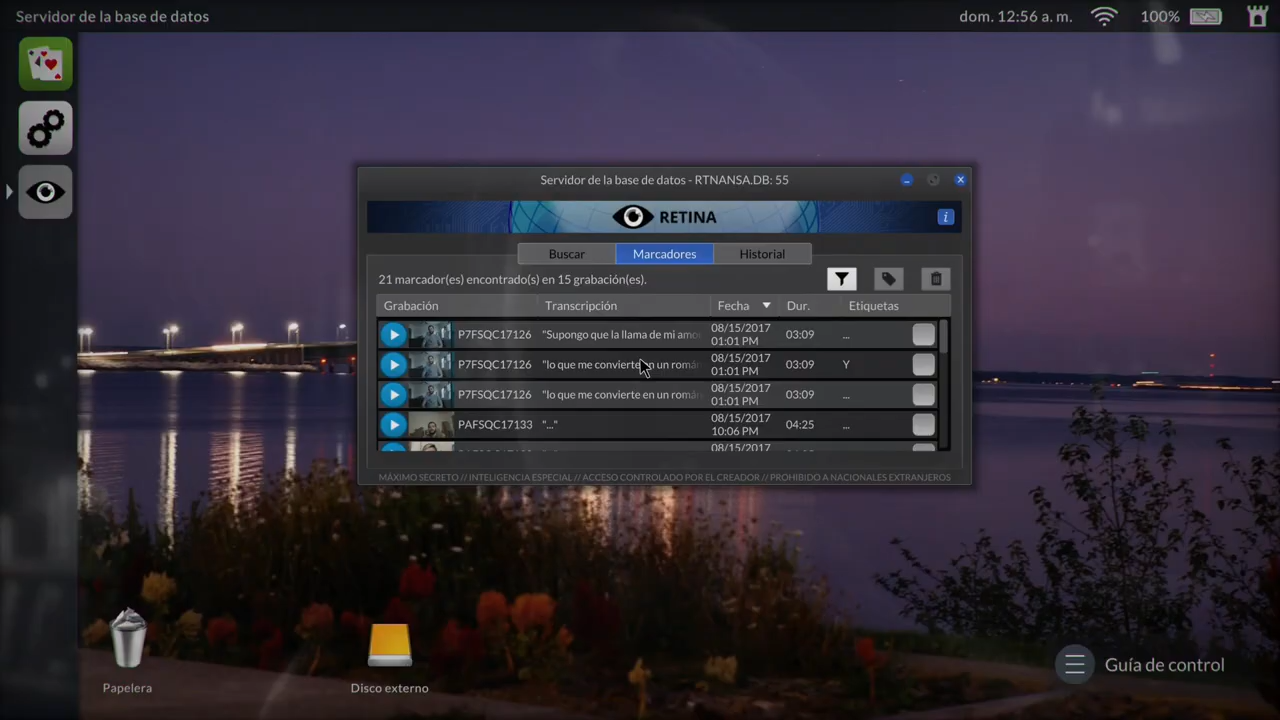 Servidor de la base de datos
dom. 12:56 a. m.
100%
Servidor de la base de datos - RTNANSA.DB: 55
RETINA
i
Buscar
Marcadores
Historial
21 marcador(es) encontrado(s) en 15 grabación(es).
Grabación
Transcripción
Fecha
Dur.
Etiquetas
P7FSQC17126
"Supongo que la llama de mi amo
08/15/2017
01:01 PM
03:09
...
P7FSQC17126
"lo que me convierte en un román
08/15/2017
01:01 PM
03:09
Y
P7FSQC17126
"lo que me convierte en un román
08/15/2017
01:01 PM
03:09
...
PAFSQC17133
"..."
08/15/2017
10:06 PM
04:25
...
08/15/2017
MÁXIMO SECRETO // INTELIGENCIA ESPECIAL // ACCESO CONTROLADO POR EL CREADOR // PROHIBIDO A NACIONALES EXTRANJEROS
Papelera
Disco externo
Guía de control